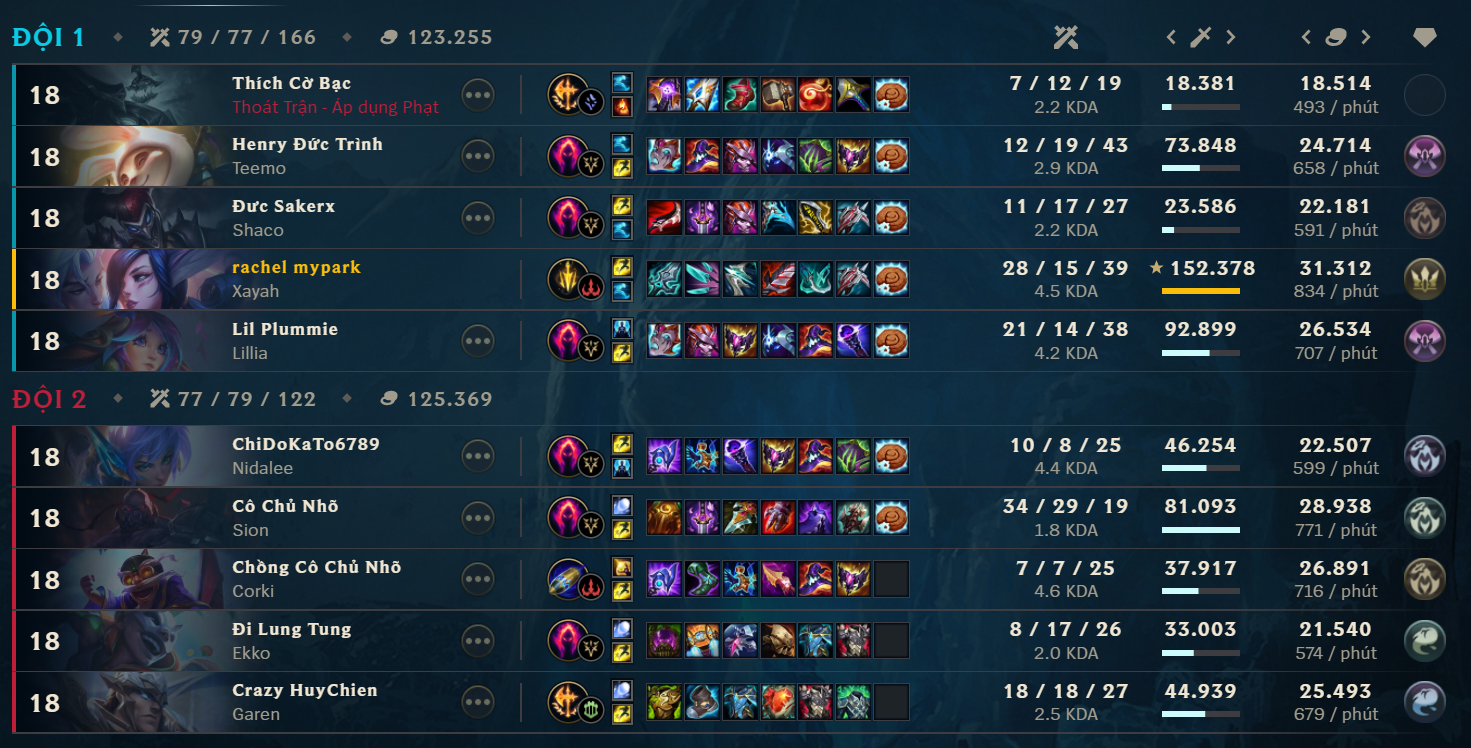 ĐỘI 1 79 / 77 / 166 123.255
18 Thích Cờ Bạc 7 / 12 / 19 18.381 18.514
Thoát Trận - Áp dụng Phạt 2.2 KDA 493 / phút
18 Henry Đức Trình 12 / 19 / 43 73.848 24.714
Teemo 2.9 KDA 658 / phút
18 Đưc Sakerx 11 / 17 / 27 23.586 22.181
Shaco 2.2 KDA 591 / phút
18 rachel mypark 28 / 15 / 39 152.378 31.312
Xayah 4.5 KDA 834 / phút
18 Lil Plummie 21 / 14 / 38 92.899 26.534
Lillia 4.2 KDA 707 / phút
ĐỘI 2 77 / 79 / 122 125.369
18 ChiDoKaTo6789 10 / 8 / 25 46.254 22.507
Nidalee 4.4 KDA 599 / phút
18 Cô Chủ Nhõ 34 / 29 / 19 81.093 28.938
Sion 1.8 KDA 771 / phút
18 Chồng Cô Chủ Nhõ 7 / 7 / 25 37.917 26.891
Corki 4.6 KDA 716 / phút
18 Đi Lung Tung 8 / 17 / 26 33.003 21.540
Ekko 2.0 KDA 574 / phút
18 Crazy HuyChien 18 / 18 / 27 44.939 25.493
Garen 2.5 KDA 679 / phút